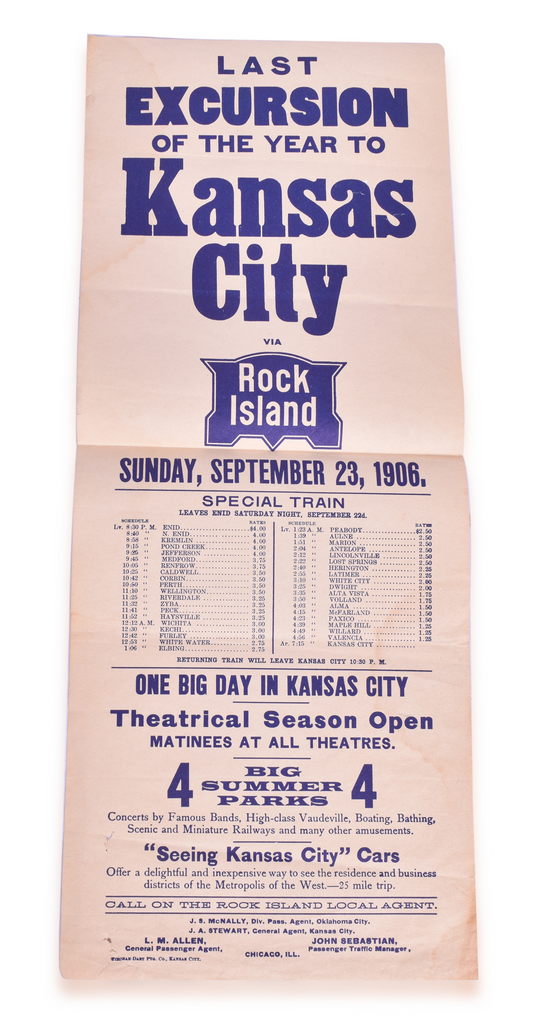 LAST
EXCURSION
OF THE YEAR TO
Kansas
City
VIA
Rock
Island
SUNDAY, SEPTEMBER 23, 1906.
SPECIAL TRAIN
LEAVES ENID SATURDAY NIGHT, SEPTEMBER 22d.
SCHEDULE RATES
Lv. 8:30 P. M. ENID $4.00
8:40 " N. ENID 4.00
8:58 " KREMLIN 4.00
9:15 " POND CREEK 4.00
9:25 " JEFFERSON 4.00
9:45 " MEDFORD 3.75
10:05 " RENFROW 3.75
10:25 " CALDWELL 3.50
10:42 " CORBIN 3.50
10:50 " PERTH 3.50
11:10 " WELLINGTON 3.50
11:25 " RIVERDALE 3.25
11:32 " ZYBA 3.25
11:41 " PECK 3.25
11:52 " HAYSVILLE 3.25
12:12 A. M. WICHITA 3.00
12:30 " KECHI 3.00
12:42 " FURLEY 3.00
12:53 " WHITE WATER 2.75
1:06 " ELBING 2.75
SCHEDULE RATES
Lv. 1:23 A. M. PEABODY $2.50
1:39 " AULNE 2.50
1:51 " MARION 2.50
2:04 " ANTELOPE 2.50
2:12 " LINCOLNVILLE 2.50
2:22 " LOST SPRINGS 2.50
2:40 " HERINGTON 2.25
2:55 " LATIMER 2.25
3:10 " WHITE CITY 2.00
3:25 " DWIGHT 2.00
3:35 " ALTA VISTA 1.75
3:50 " VOLLAND 1.75
4:03 " ALMA 1.50
4:15 " McFARLAND 1.50
4:23 " PAXICO 1.50
4:39 " MAPLE HILL 1.25
4:49 " WILLARD 1.25
4:56 " VALENCIA 1.25
Ar. 7:15 " KANSAS CITY
RETURNING TRAIN WILL LEAVE KANSAS CITY 10:30 P. M.
ONE BIG DAY IN KANSAS CITY
Theatrical Season Open
MATINEES AT ALL THEATRES.
4 BIG SUMMER PARKS 4
Concerts by Famous Bands, High-class Vaudeville, Boating, Bathing,
Scenic and Miniature Railways and many other amusements.
"Seeing Kansas City" Cars
Offer a delightful and inexpensive way to see the residence and business
districts of the Metropolis of the West.—25 mile trip.
CALL ON THE ROCK ISLAND LOCAL AGENT.
J. S. McNALLY, Div. Pass. Agent, Oklahoma City.
J. A. STEWART, General Agent, Kansas City.
L. M. ALLEN, JOHN SEBASTIAN,
General Passenger Agent, Passenger Traffic Manager,
CHICAGO, ILL.
PTG. CO., KANSAS CITY.